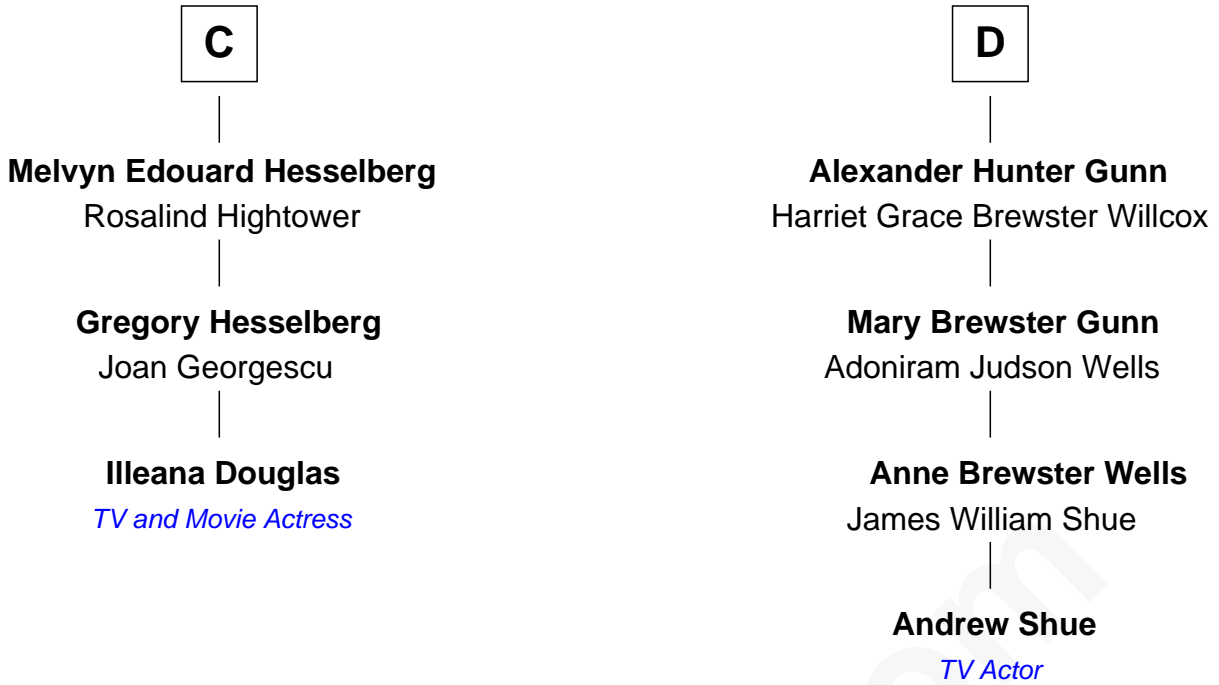 C
Melvyn Edouard Hesselberg
Rosalind Hightower
Gregory Hesselberg
Joan Georgescu
Illeana Douglas
TV and Movie Actress
D
Alexander Hunter Gunn
Harriet Grace Brewster Willcox
Mary Brewster Gunn
Adoniram Judson Wells
Anne Brewster Wells
James William Shue
Andrew Shue
TV Actor
om